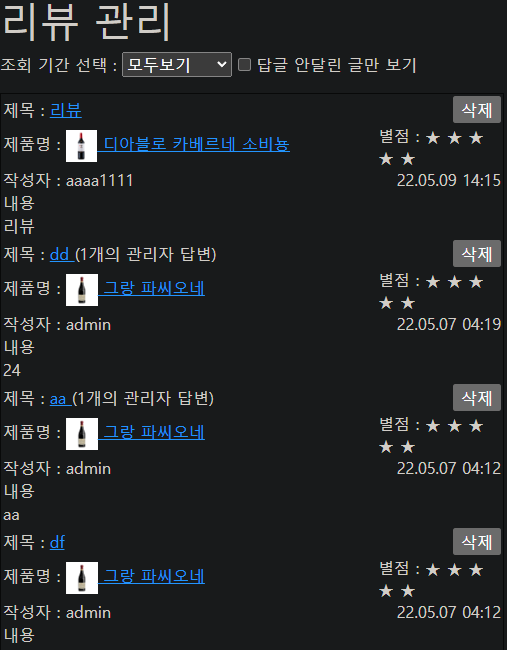 리뷰 관리
조회 기간 선택 : 모두보기 답글 안달린 글만 보기
제목 : 리뷰 삭제
제품명 : 디아블로 카베르네 소비뇽 별점 : ★ ★ ★
★ ★
작성자 : aaaa1111 22.05.09 14:15
내용
리뷰
제목 : dd (1개의 관리자 답변) 삭제
제품명 : 그랑 파씨오네 별점 : ★ ★ ★
★ ★
작성자 : admin 22.05.07 04:19
내용
24
제목 : aa (1개의 관리자 답변) 삭제
제품명 : 그랑 파씨오네 별점 : ★ ★ ★
★ ★
작성자 : admin 22.05.07 04:12
내용
aa
제목 : df 삭제
제품명 : 그랑 파씨오네 별점 : ★ ★ ★
★ ★
작성자 : admin 22.05.07 04:12
내용